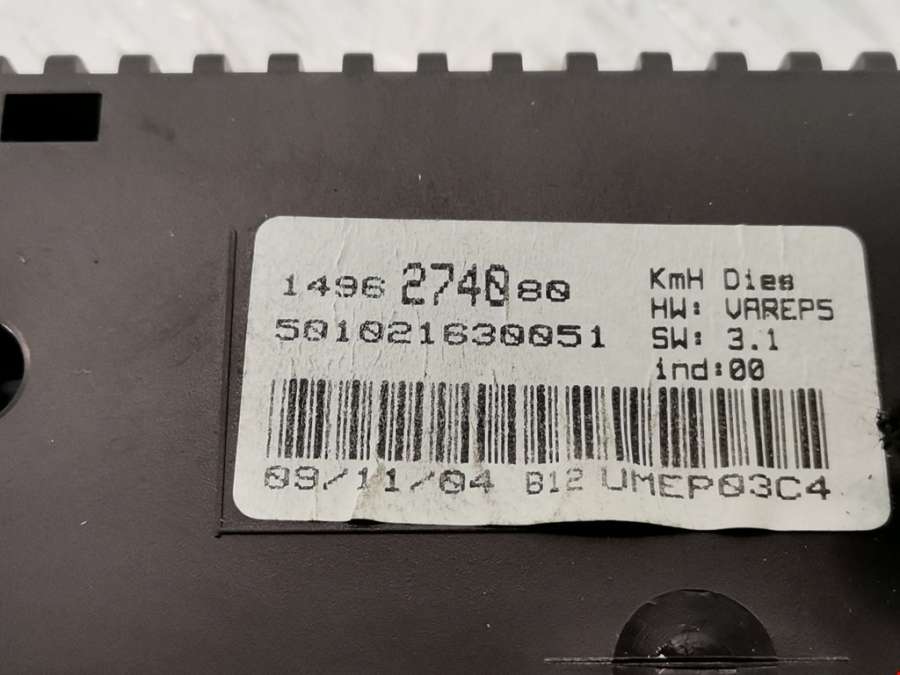 1496 2740 80
501021630051
KmH Dies
HW: VAREP5
SW: 3.1
ind:00
09/11/04 B12 UMEP03C4